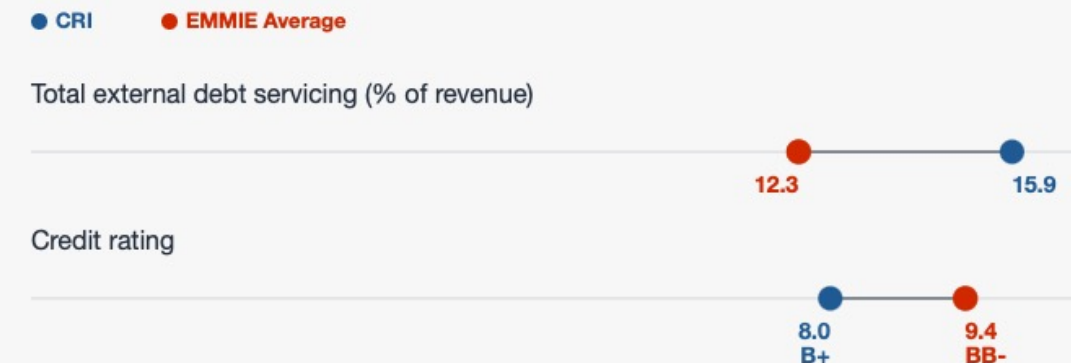 CRI EMMIE Average
Total external debt servicing (% of revenue)
12.3 15.9
Credit rating
8.0 9.4
B+ BB-